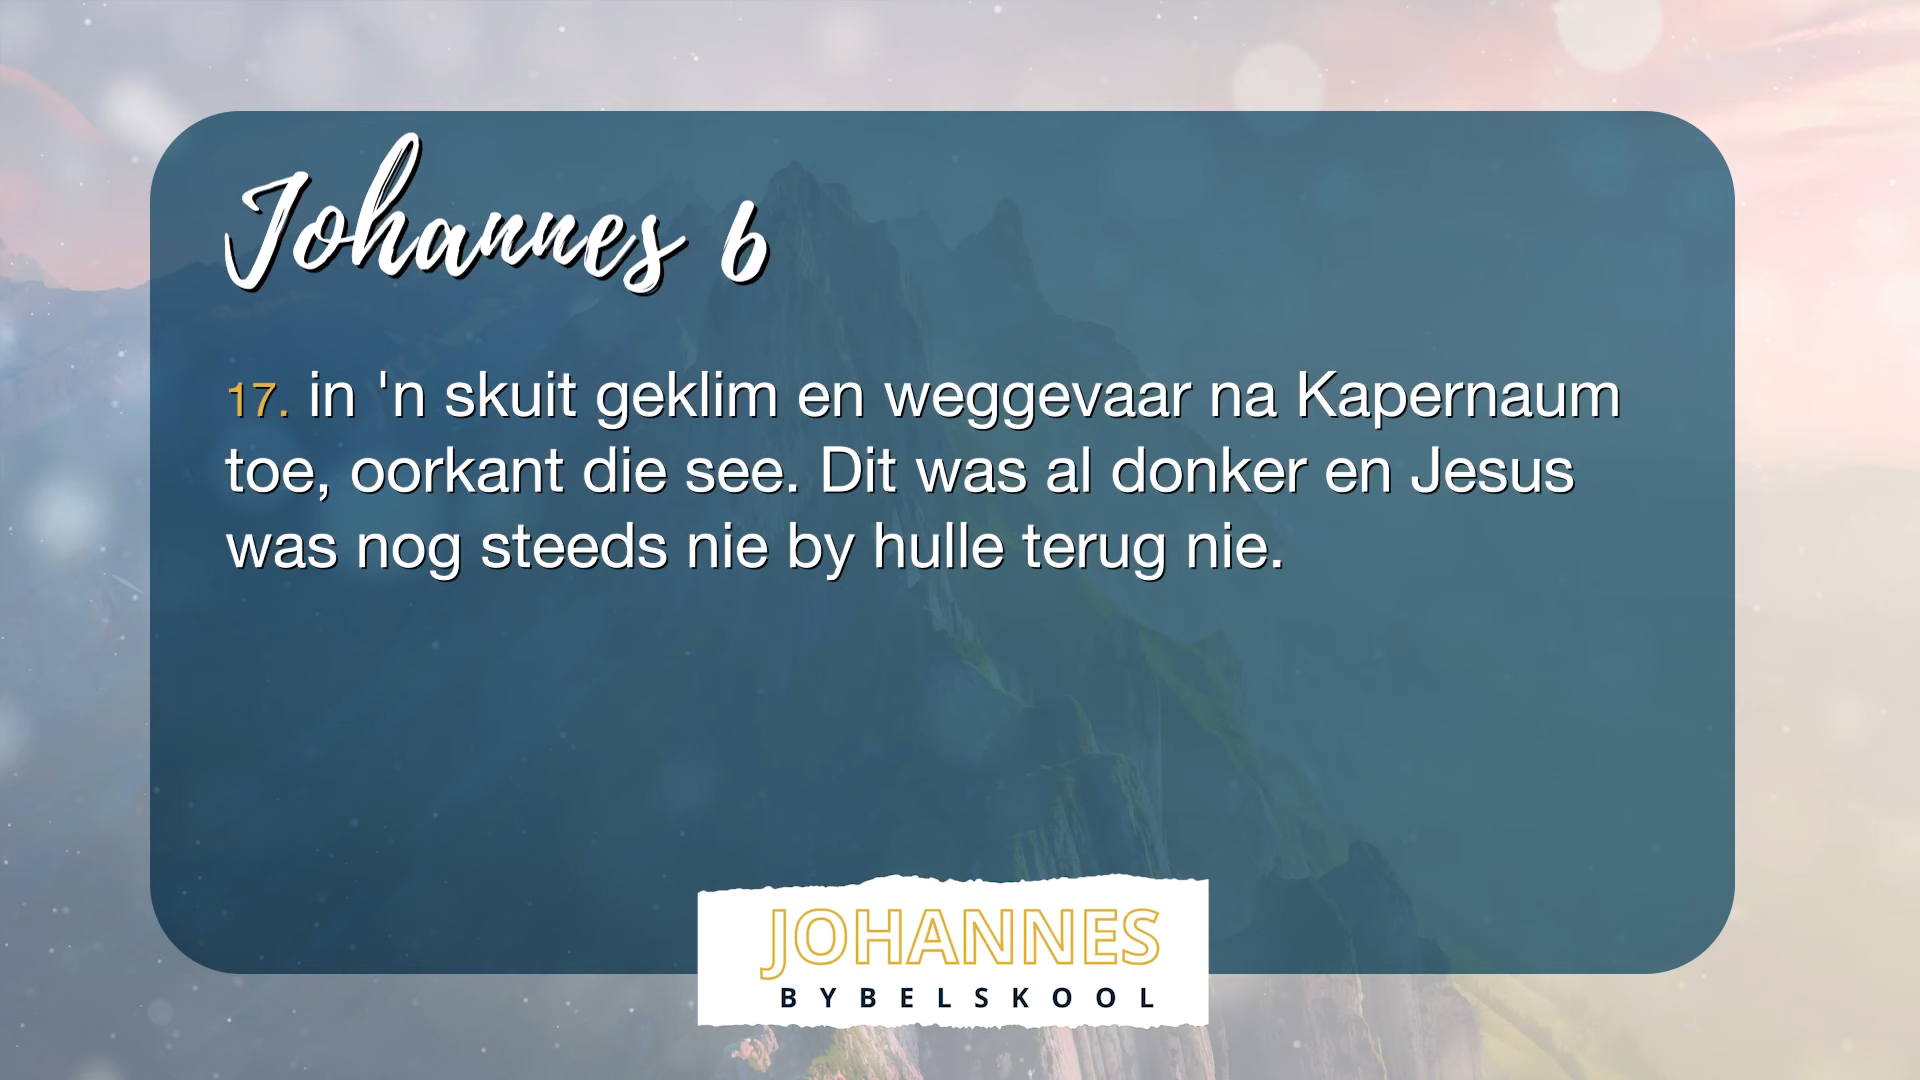 Johannes 6
17. in 'n skuit geklim en weggevaar na Kapernaum
toe, oorkant die see. Dit was al donker en Jesus
was nog steeds nie by hulle terug nie.
JOHANNES
BYBELSKOOL